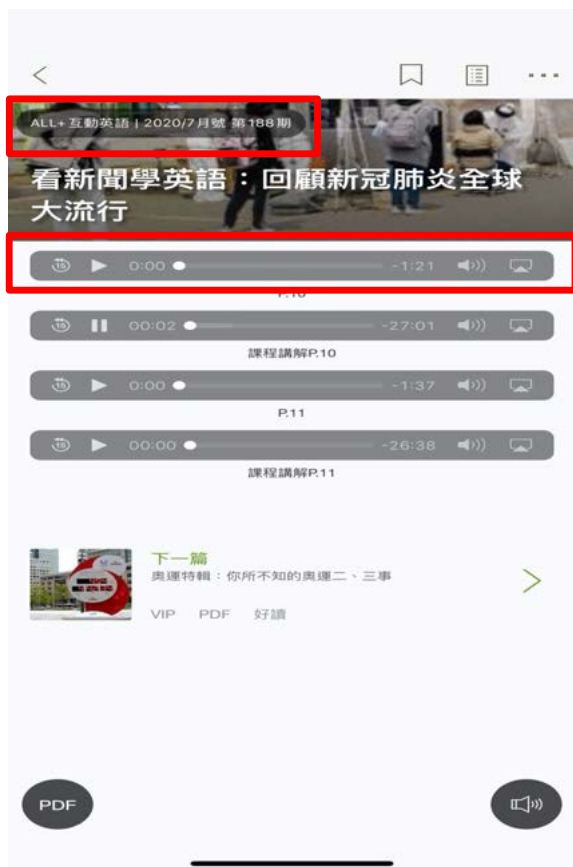 ALL+ 互動英語 | 2020/7月號 第188期
看新聞學英語：回顧新冠肺炎全球
大流行
15 0:00 -1:21
P.10
15 00:02 -27:01
課程講解P.10
15 0:00 -1:37
P.11
15 00:00 -26:38
課程講解P.11
下一篇
奧運特輯：你所不知的奧運二、三事
VIP PDF 好讀
PDF